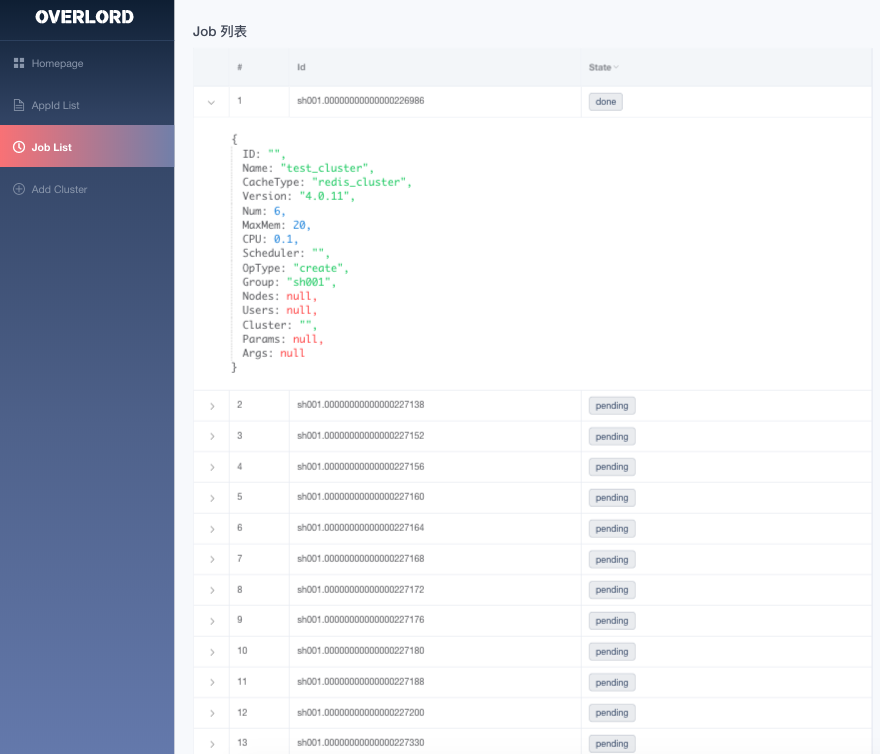 OVERLORD
Homepage
AppId List
Job List
Add Cluster
Job 列表
# Id State
1 sh001.00000000000000226986 done
{
ID: "",
Name: "test_cluster",
CacheType: "redis_cluster",
Version: "4.0.11",
Num: 6,
MaxMem: 20,
CPU: 0.1,
Scheduler: "",
OpType: "create",
Group: "sh001",
Nodes: null,
Users: null,
Cluster: "",
Params: null,
Args: null
}
2 sh001.00000000000000227138 pending
3 sh001.00000000000000227152 pending
4 sh001.00000000000000227156 pending
5 sh001.00000000000000227160 pending
6 sh001.00000000000000227164 pending
7 sh001.00000000000000227168 pending
8 sh001.00000000000000227172 pending
9 sh001.00000000000000227176 pending
10 sh001.00000000000000227180 pending
11 sh001.00000000000000227188 pending
12 sh001.00000000000000227200 pending
13 sh001.00000000000000227330 pending